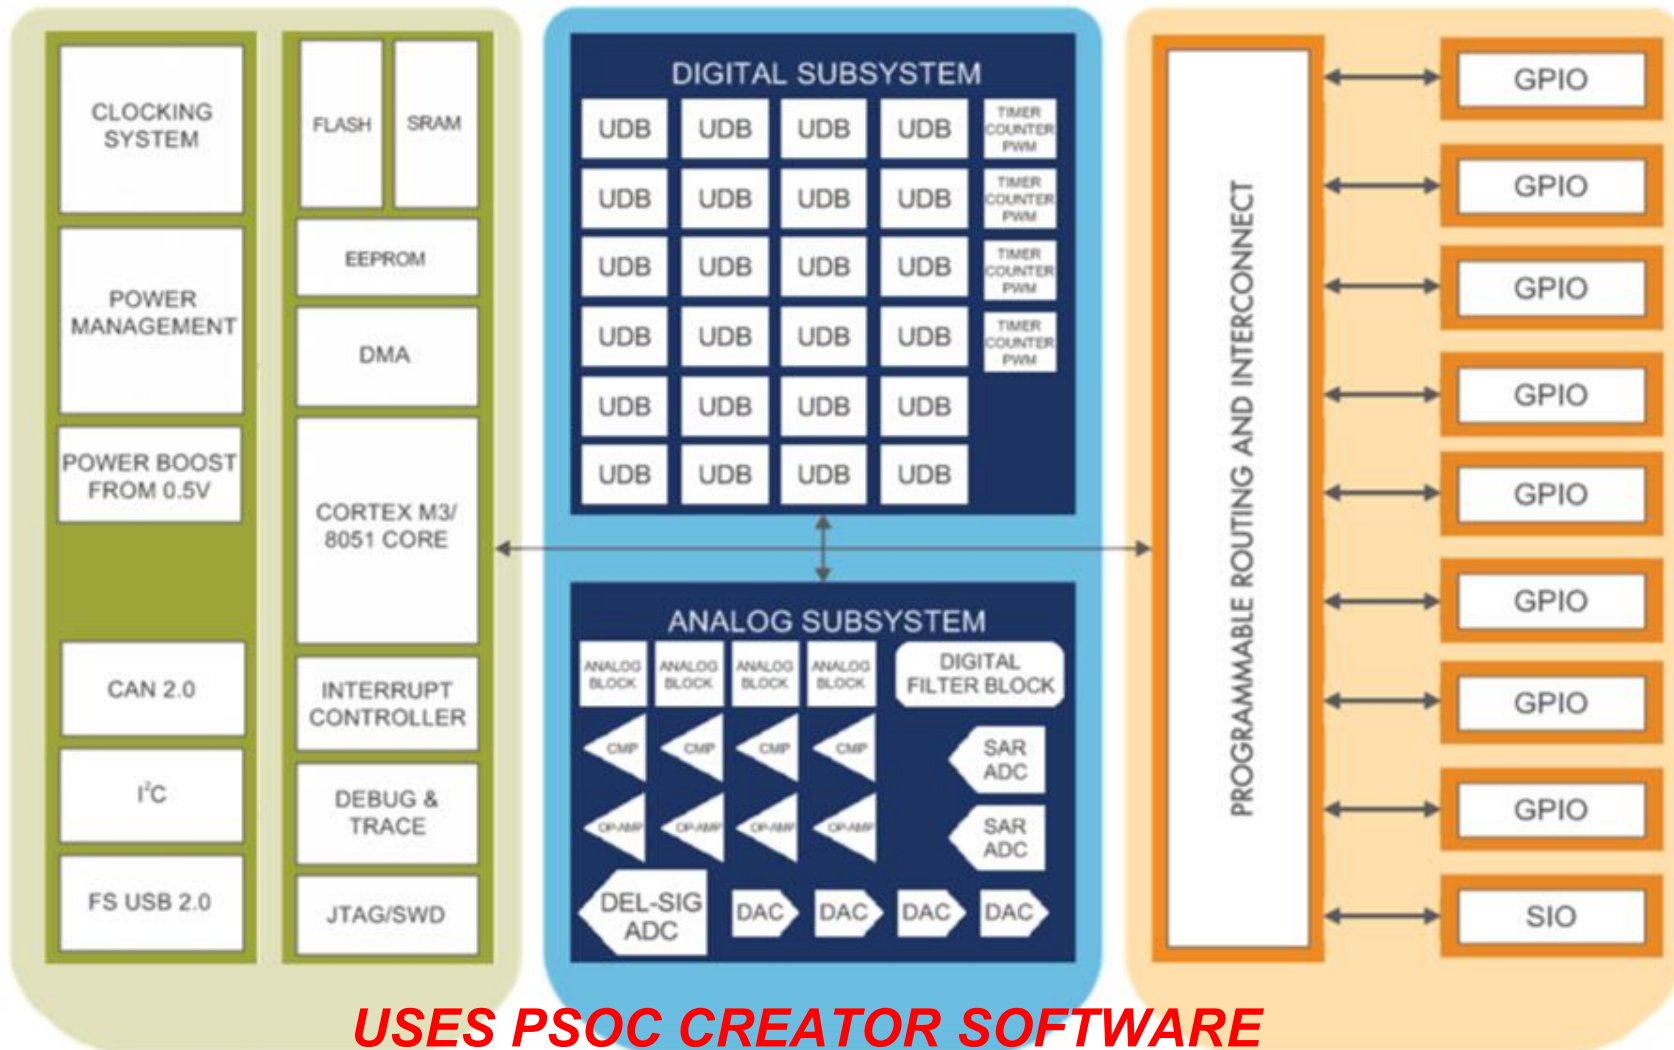 CLOCKING
SYSTEM
POWER
MANAGEMENT
POWER BOOST
FROM 0.5V
CAN 2.0
I²C
FS USB 2.0
FLASH
SRAM
EEPROM
DMA
CORTEX M3/
8051 CORE
INTERRUPT
CONTROLLER
DEBUG &
TRACE
JTAG/SWD
DIGITAL SUBSYSTEM
UDB UDB UDB UDB
TIMER
COUNTER
PWM
UDB UDB UDB UDB
TIMER
COUNTER
PWM
UDB UDB UDB UDB
TIMER
COUNTER
PWM
UDB UDB UDB UDB
TIMER
COUNTER
PWM
UDB UDB UDB UDB
UDB UDB UDB UDB
ANALOG SUBSYSTEM
ANALOG
BLOCK
ANALOG
BLOCK
ANALOG
BLOCK
ANALOG
BLOCK
DIGITAL
FILTER BLOCK
CMP CMP CMP CMP
SAR
ADC
OP-AMP OP-AMP OP-AMP OP-AMP
SAR
ADC
DEL-SIG
ADC
DAC DAC DAC DAC
PROGRAMMABLE ROUTING AND INTERCONNECT
GPIO
GPIO
GPIO
GPIO
GPIO
GPIO
GPIO
GPIO
SIO
USES PSOC CREATOR SOFTWARE